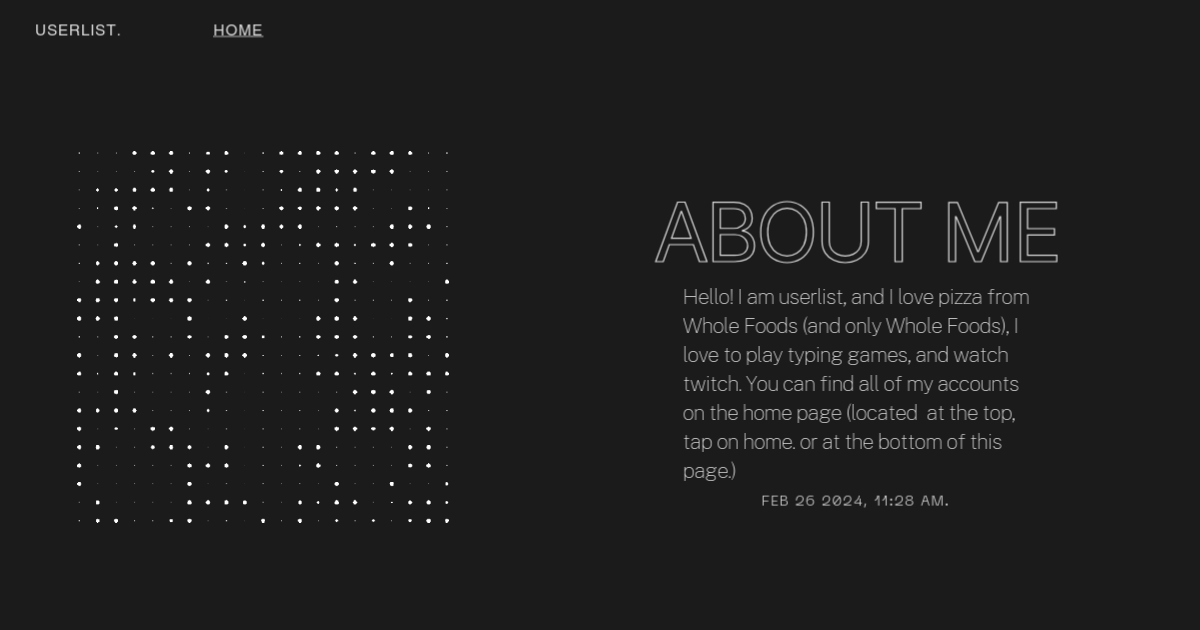 USERLIST.
HOME
ABOUT ME
Hello! I am userlist, and I love pizza from
Whole Foods (and only Whole Foods), I
love to play typing games, and watch
twitch. You can find all of my accounts
on the home page (located  at the top,
tap on home. or at the bottom of this
page.)
FEB 26 2024, 11:28 AM.